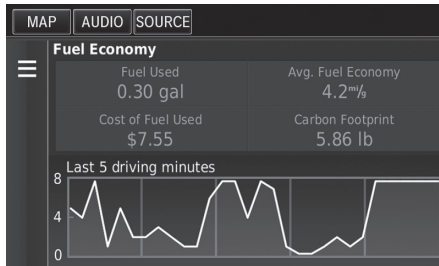 MAP AUDIO SOURCE
Fuel Economy
Fuel Used Avg. Fuel Economy
0.30 gal 4.2mi/g
Cost of Fuel Used Carbon Footprint
$7.55 5.86 lb
Last 5 driving minutes
8
4
0